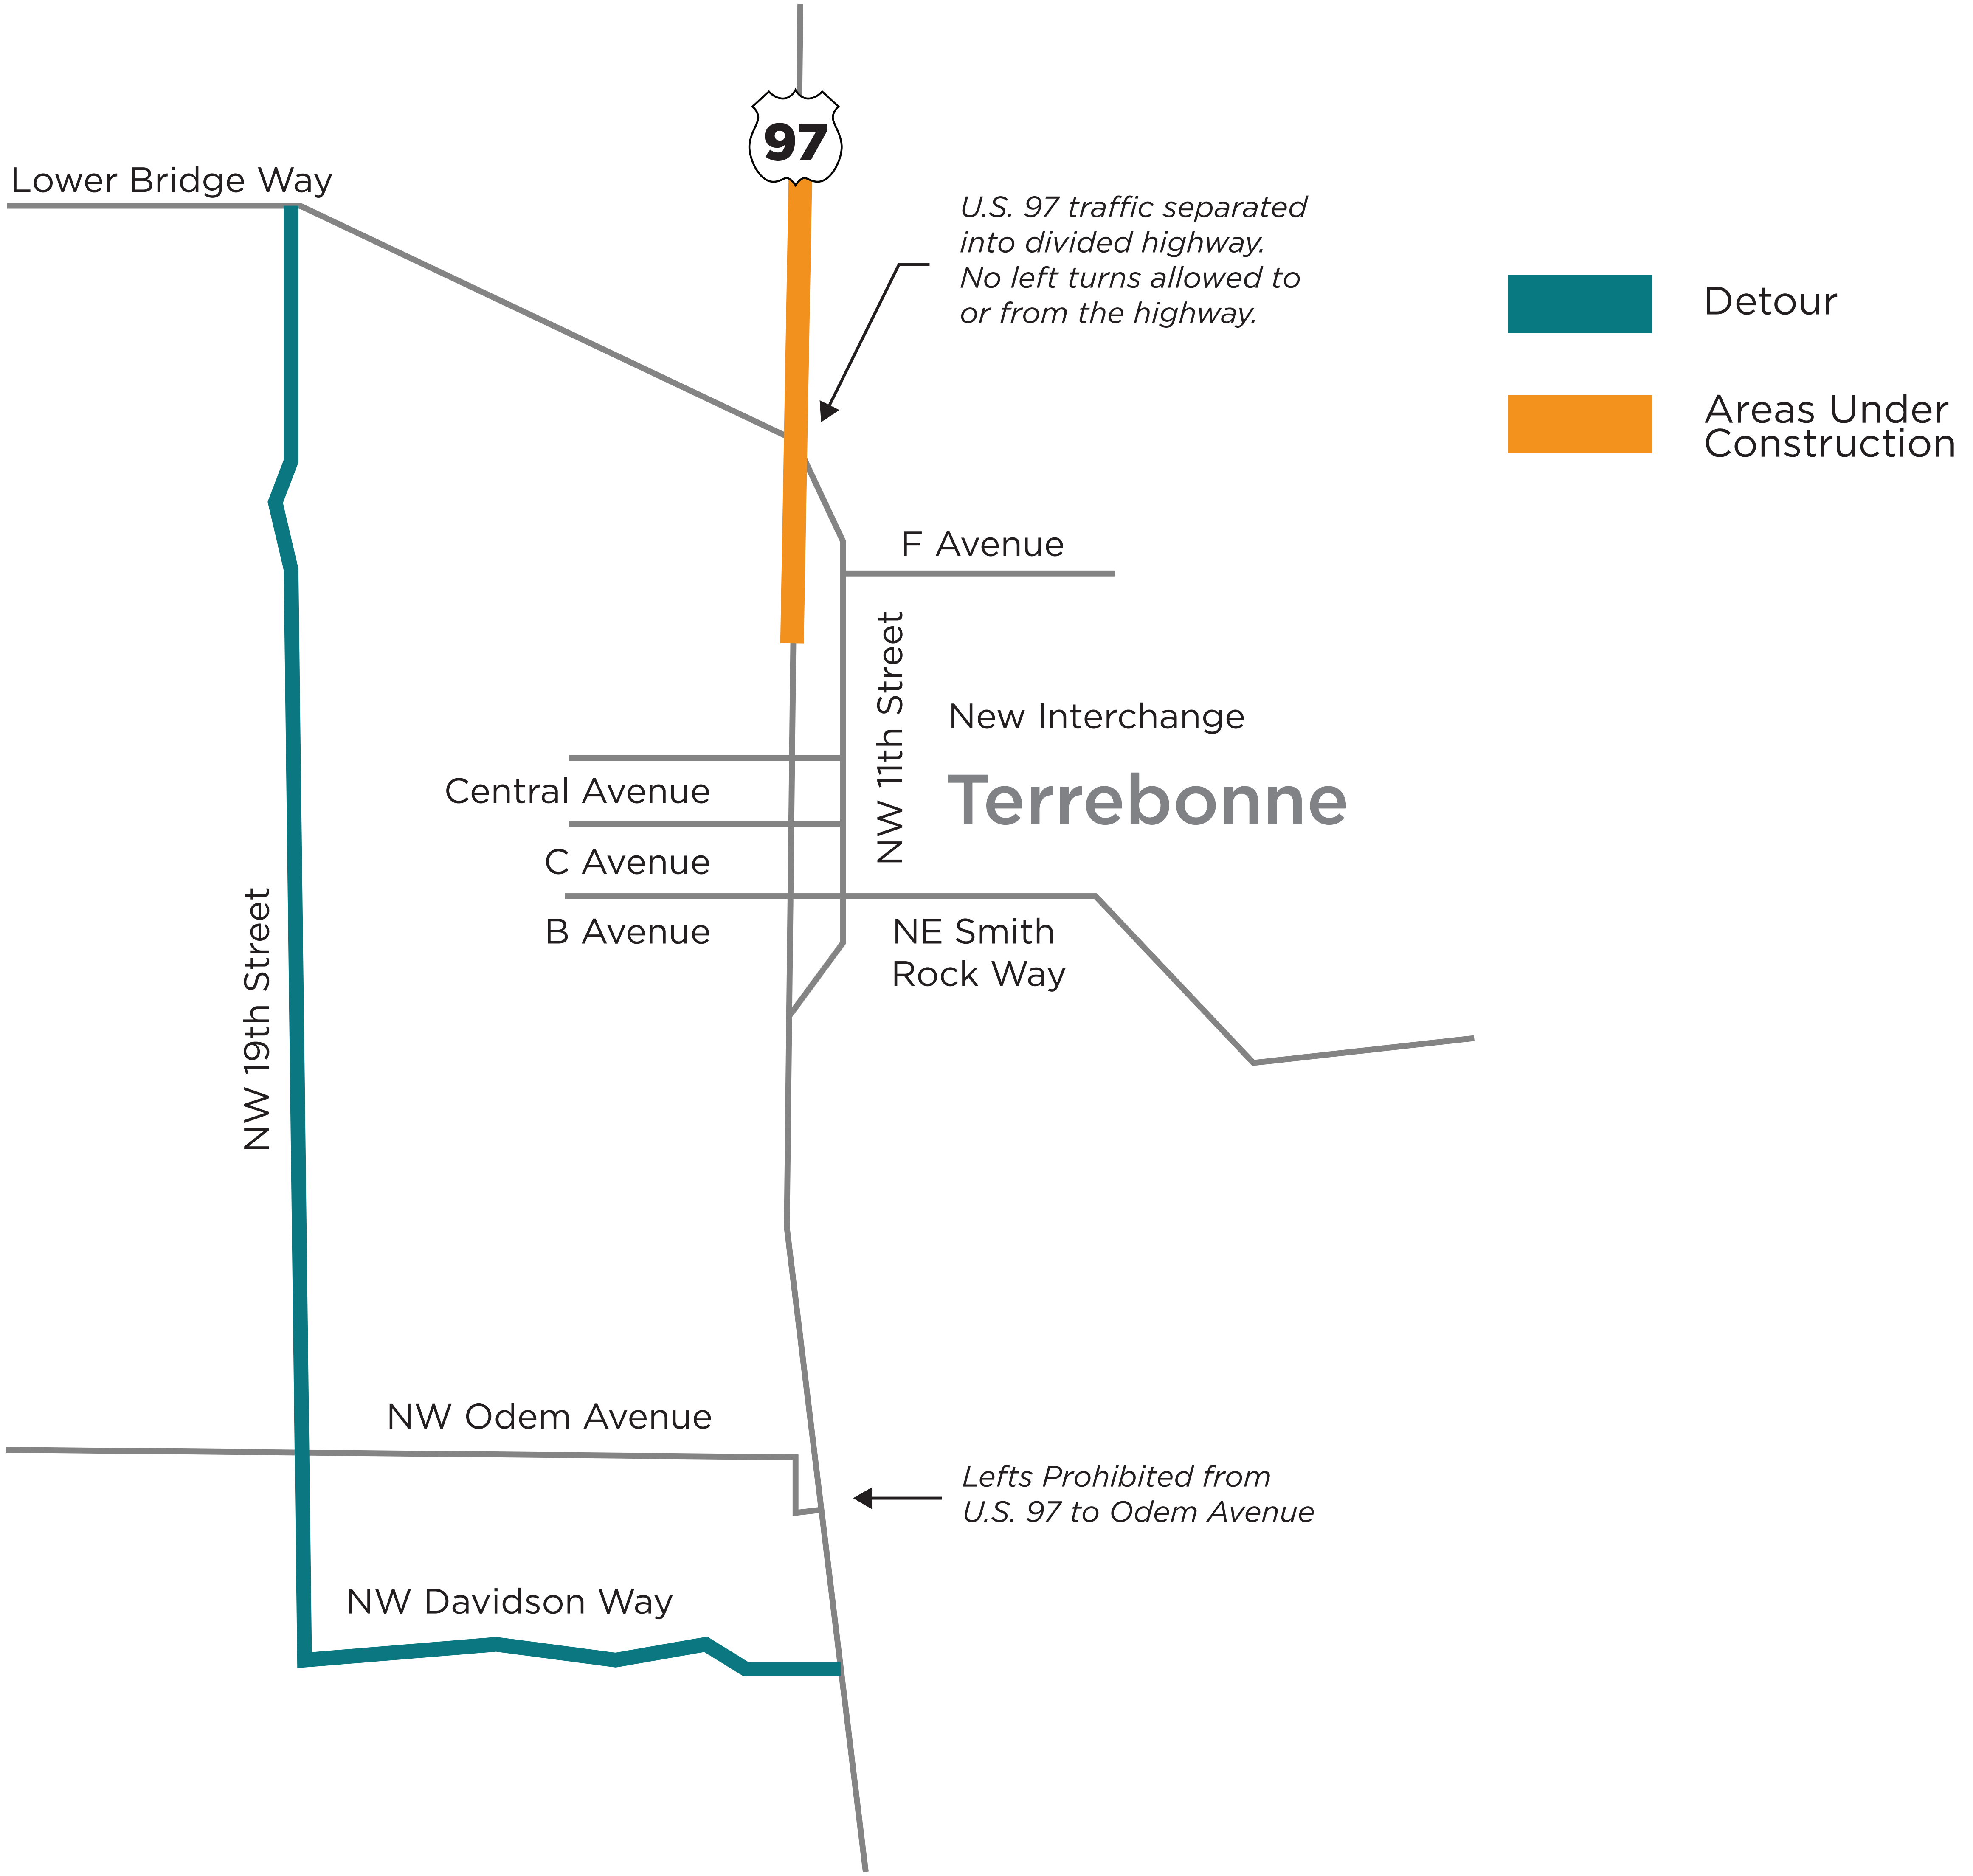 97
Lower Bridge Way
U.S. 97 traffic separated
into divided highway.
No left turns allowed to
or from the highway.
Detour
Areas Under
Construction
F Avenue
NW 11th Street
New Interchange
Terrebonne
Central Avenue
C Avenue
B Avenue
NE Smith
Rock Way
NW 19th Street
NW Odem Avenue
Lefts Prohibited from
U.S. 97 to Odem Avenue
NW Davidson Way